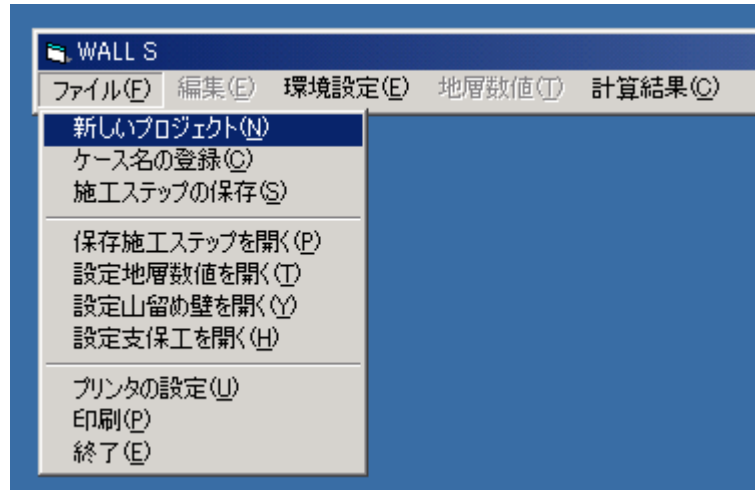 WALL S
ファイル(F) 編集(E) 環境設定(E) 地層数値(T) 計算結果(C)
新しいプロジェクト(N)
ケース名の登録(C)
施工ステップの保存(S)
保存施工ステップを開く(P)
設定地層数値を開く(T)
設定山留め壁を開く(Y)
設定支保工を開く(H)
プリンタの設定(U)
印刷(P)
終了(E)